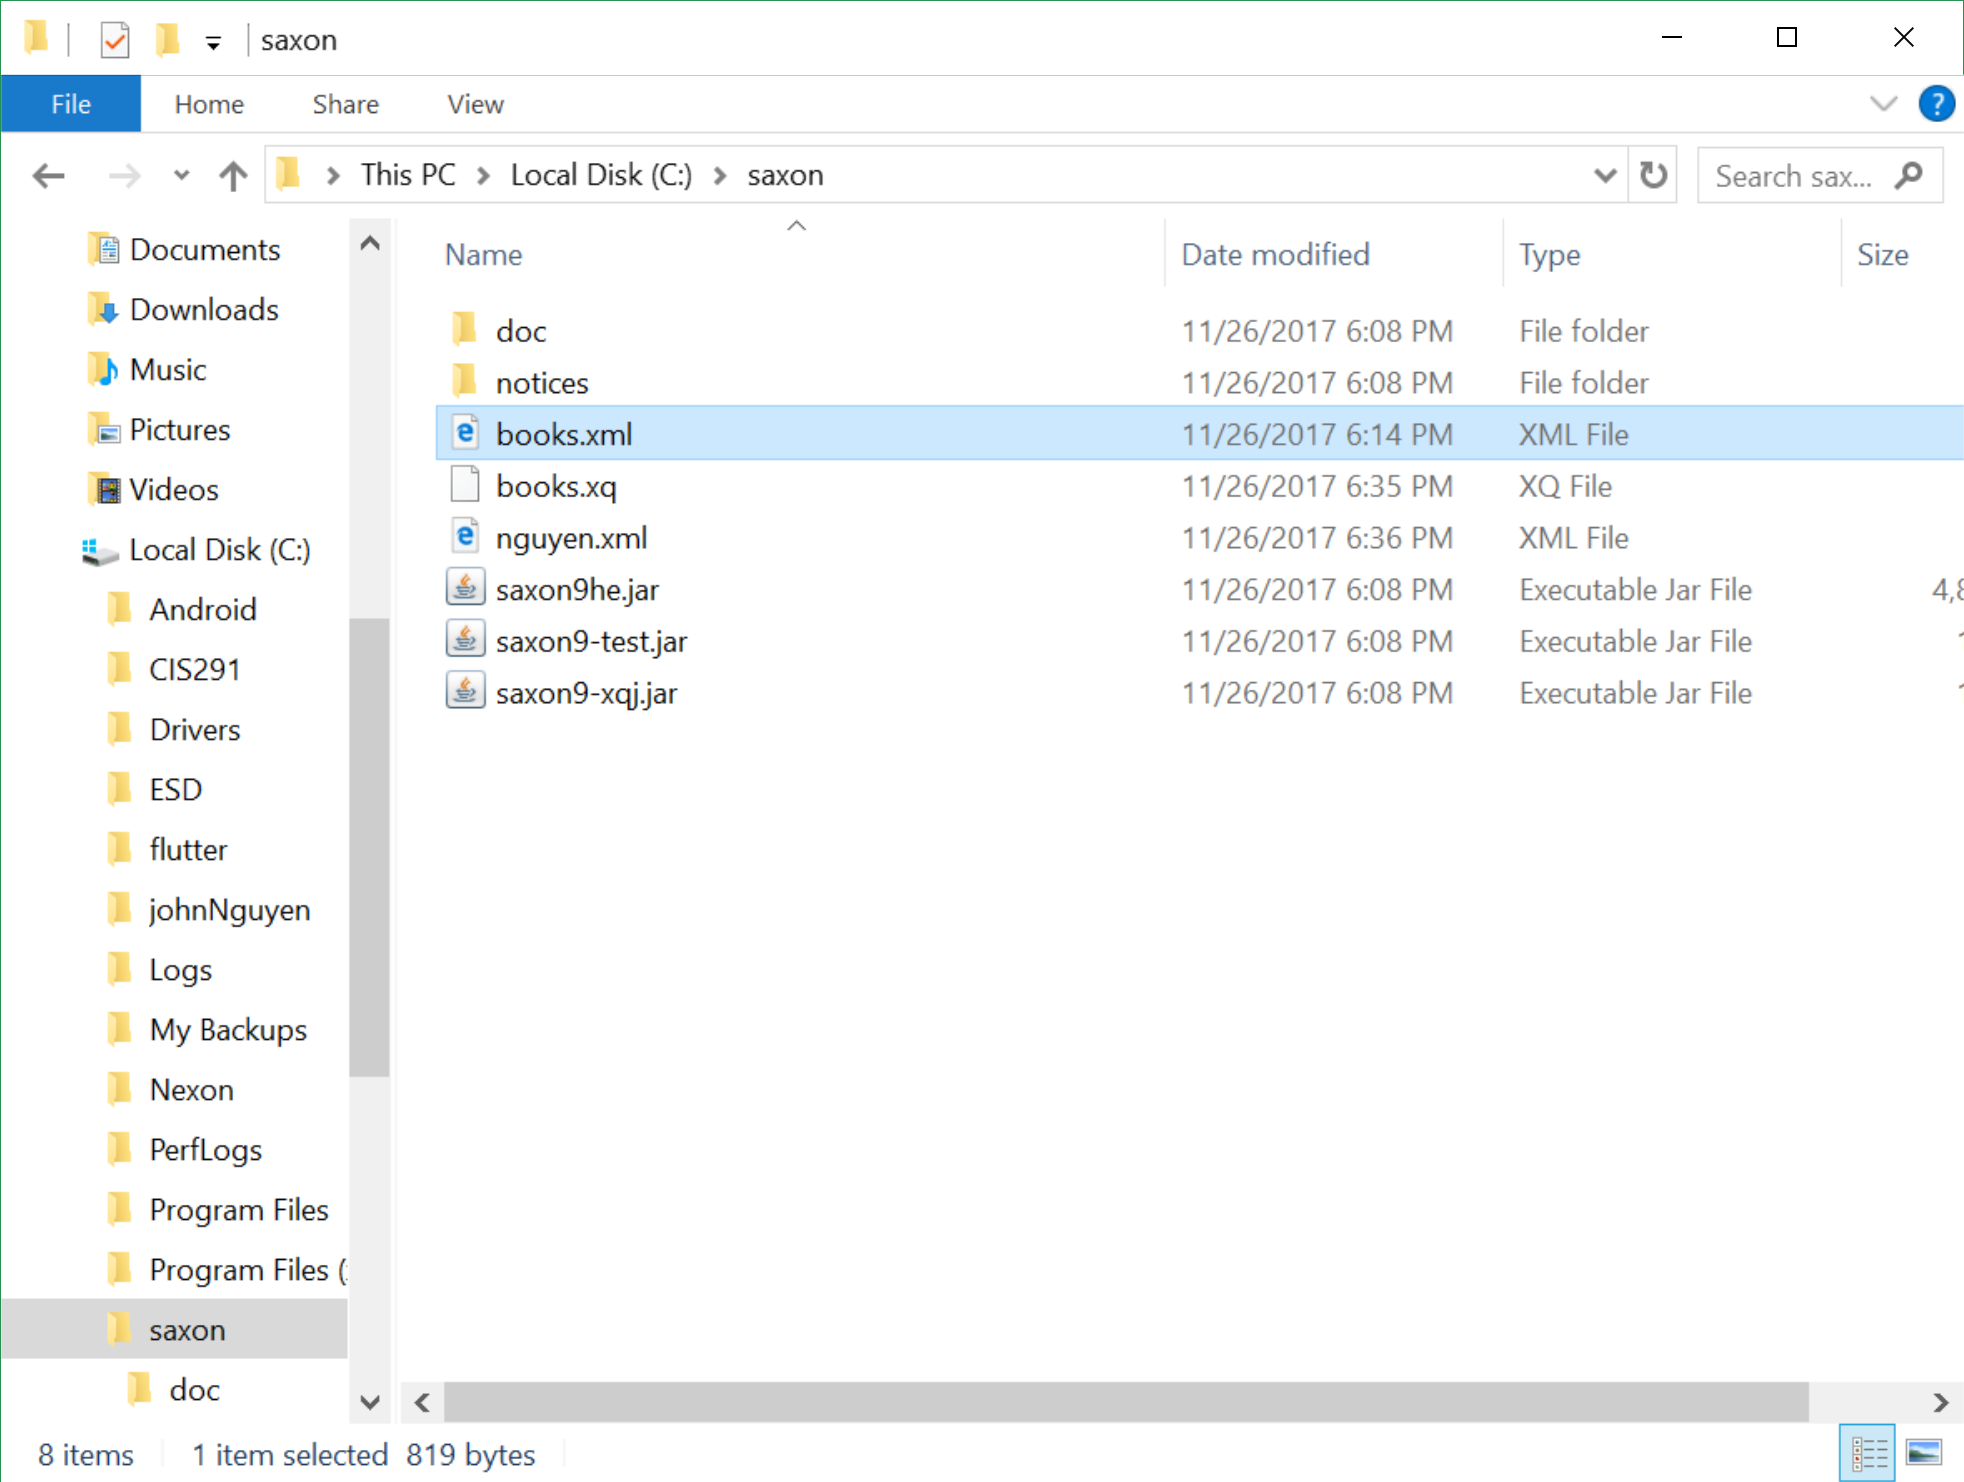 saxon
File Home Share View
This PC Local Disk (C:) saxon Search sax...
Documents
Downloads
Music
Pictures
Videos
Local Disk (C:)
Android
CIS291
Drivers
ESD
flutter
johnNguyen
Logs
My Backups
Nexon
PerfLogs
Program Files
Program Files (
saxon
doc
Name Date modified Type Size
doc 11/26/2017 6:08 PM File folder
notices 11/26/2017 6:08 PM File folder
books.xml 11/26/2017 6:14 PM XML File
books.xq 11/26/2017 6:35 PM XQ File
nguyen.xml 11/26/2017 6:36 PM XML File
saxon9he.jar 11/26/2017 6:08 PM Executable Jar File
saxon9-test.jar 11/26/2017 6:08 PM Executable Jar File
saxon9-xqj.jar 11/26/2017 6:08 PM Executable Jar File
8 items 1 item selected 819 bytes